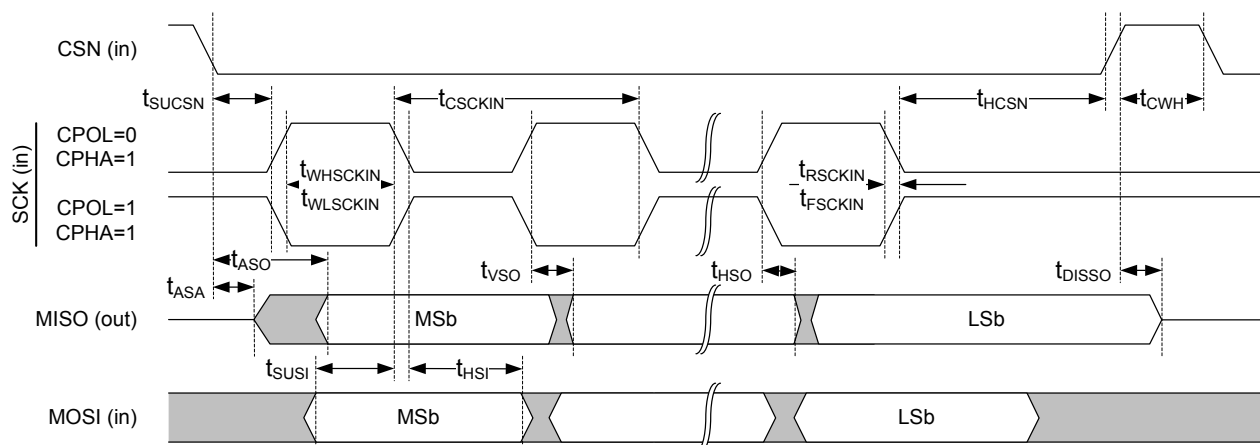 CSN (in)
tSUCSN
tCSCKIN
tHCSN
tCWH
SCK (in)
CPOL=0
CPHA=1
tWHSCKIN
tWLSCKIN
tRSCKIN
tFSCKIN
CPOL=1
CPHA=1
tASO
tASA
tVSO
tHSO
tDISSO
MISO (out)
MSb
LSb
tSUSI
tHSI
MOSI (in)
MSb
LSb